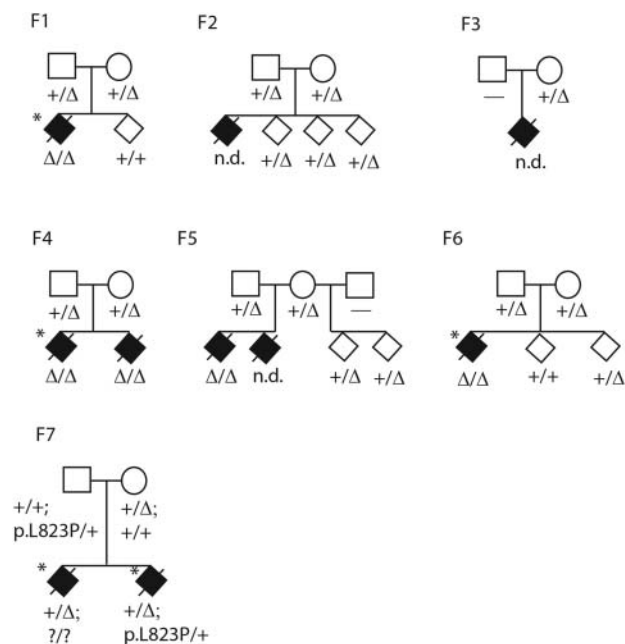 F1 F2 F3
+/Δ +/Δ +/Δ +/Δ — +/Δ
*
Δ/Δ +/+ n.d. +/Δ +/Δ +/Δ n.d.
F4 F5 F6
+/Δ +/Δ +/Δ +/Δ — +/Δ +/Δ
* *
Δ/Δ Δ/Δ Δ/Δ n.d. +/Δ +/Δ Δ/Δ +/+ +/Δ
F7
+/+; +/Δ;
p.L823P/+ +/+
* *
+/Δ; +/Δ;
?/? p.L823P/+